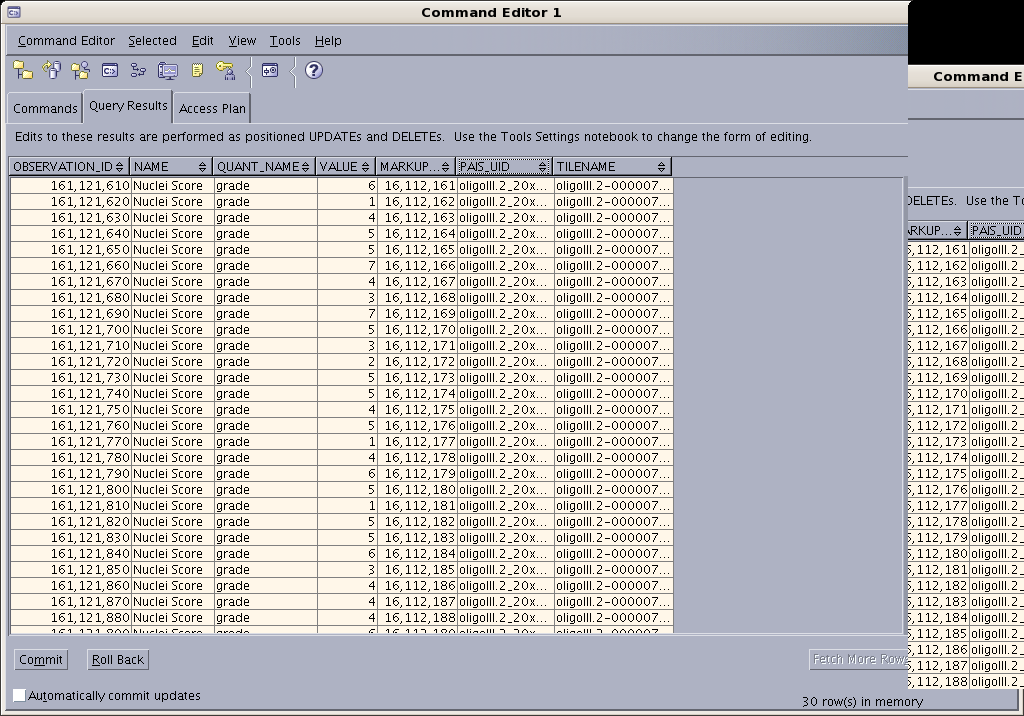 Command Editor 1
Command Editor Selected Edit View Tools Help
Command E
Commands Query Results Access Plan
Edits to these results are performed as positioned UPDATEs and DELETEs. Use the Tools Settings notebook to change the form of editing.
OBSERVATION_ID NAME QUANT_NAME VALUE MARKUP... PAIS_UID TILENAME
161,121,610 Nuclei Score grade 6 16,112,161 oligoIII.2_20x... oligoIII.2-000007...
161,121,620 Nuclei Score grade 1 16,112,162 oligoIII.2_20x... oligoIII.2-000007...
161,121,630 Nuclei Score grade 4 16,112,163 oligoIII.2_20x... oligoIII.2-000007...
161,121,640 Nuclei Score grade 5 16,112,164 oligoIII.2_20x... oligoIII.2-000007...
161,121,650 Nuclei Score grade 5 16,112,165 oligoIII.2_20x... oligoIII.2-000007...
161,121,660 Nuclei Score grade 7 16,112,166 oligoIII.2_20x... oligoIII.2-000007...
161,121,670 Nuclei Score grade 4 16,112,167 oligoIII.2_20x... oligoIII.2-000007...
161,121,680 Nuclei Score grade 3 16,112,168 oligoIII.2_20x... oligoIII.2-000007...
161,121,690 Nuclei Score grade 7 16,112,169 oligoIII.2_20x... oligoIII.2-000007...
161,121,700 Nuclei Score grade 5 16,112,170 oligoIII.2_20x... oligoIII.2-000007...
161,121,710 Nuclei Score grade 3 16,112,171 oligoIII.2_20x... oligoIII.2-000007...
161,121,720 Nuclei Score grade 2 16,112,172 oligoIII.2_20x... oligoIII.2-000007...
161,121,730 Nuclei Score grade 5 16,112,173 oligoIII.2_20x... oligoIII.2-000007...
161,121,740 Nuclei Score grade 5 16,112,174 oligoIII.2_20x... oligoIII.2-000007...
161,121,750 Nuclei Score grade 4 16,112,175 oligoIII.2_20x... oligoIII.2-000007...
161,121,760 Nuclei Score grade 5 16,112,176 oligoIII.2_20x... oligoIII.2-000007...
161,121,770 Nuclei Score grade 1 16,112,177 oligoIII.2_20x... oligoIII.2-000007...
161,121,780 Nuclei Score grade 4 16,112,178 oligoIII.2_20x... oligoIII.2-000007...
161,121,790 Nuclei Score grade 6 16,112,179 oligoIII.2_20x... oligoIII.2-000007...
161,121,800 Nuclei Score grade 5 16,112,180 oligoIII.2_20x... oligoIII.2-000007...
161,121,810 Nuclei Score grade 1 16,112,181 oligoIII.2_20x... oligoIII.2-000007...
161,121,820 Nuclei Score grade 5 16,112,182 oligoIII.2_20x... oligoIII.2-000007...
161,121,830 Nuclei Score grade 5 16,112,183 oligoIII.2_20x... oligoIII.2-000007...
161,121,840 Nuclei Score grade 6 16,112,184 oligoIII.2_20x... oligoIII.2-000007...
161,121,850 Nuclei Score grade 3 16,112,185 oligoIII.2_20x... oligoIII.2-000007...
161,121,860 Nuclei Score grade 4 16,112,186 oligoIII.2_20x... oligoIII.2-000007...
161,121,870 Nuclei Score grade 4 16,112,187 oligoIII.2_20x... oligoIII.2-000007...
161,121,880 Nuclei Score grade 4 16,112,188 oligoIII.2_20x... oligoIII.2-000007...
Commit Roll Back Fetch More Row
Automatically commit updates
30 row(s) in memory
DELETEs. Use the To
ARKUP... PAIS_UID
5,112,161 oligoIII.2_
5,112,162 oligoIII.2_
5,112,163 oligoIII.2_
5,112,164 oligoIII.2_
5,112,165 oligoIII.2_
5,112,166 oligoIII.2_
5,112,167 oligoIII.2_
5,112,168 oligoIII.2_
5,112,169 oligoIII.2_
5,112,170 oligoIII.2_
5,112,171 oligoIII.2_
5,112,172 oligoIII.2_
5,112,173 oligoIII.2_
5,112,174 oligoIII.2_
5,112,175 oligoIII.2_
5,112,176 oligoIII.2_
5,112,177 oligoIII.2_
5,112,178 oligoIII.2_
5,112,179 oligoIII.2_
5,112,180 oligoIII.2_
5,112,181 oligoIII.2_
5,112,182 oligoIII.2_
5,112,183 oligoIII.2_
5,112,184 oligoIII.2_
5,112,185 oligoIII.2_
5,112,186 oligoIII.2_
5,112,187 oligoIII.2_
5,112,188 oligoIII.2_